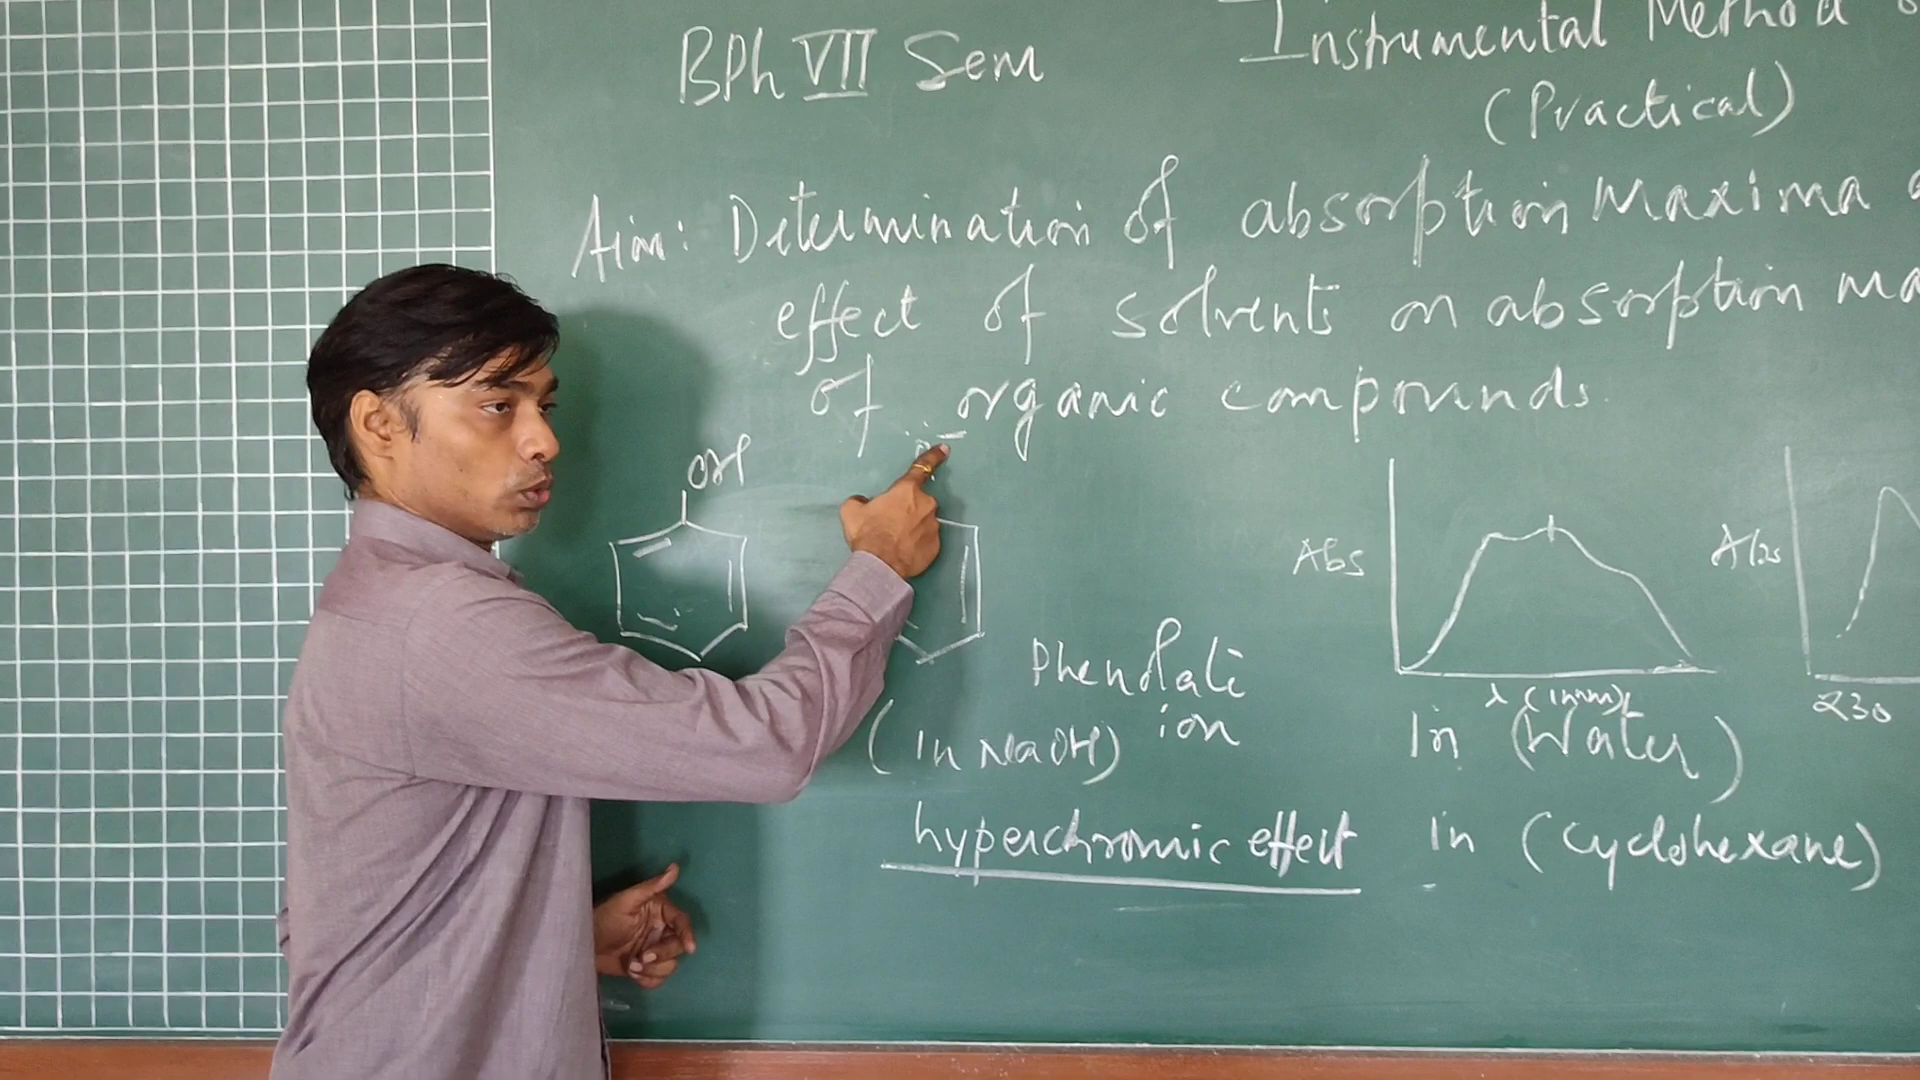 BPh VII Sem
Instrumental Method
(Practical)
Aim: Determination of absorption maxima
effect of solvents on absorption ma
of organic compounds.
OH
Abs
Abs
Phenolate
ion
(in NaOH)
λ (in nm)
230
In (Water)
hyperchromic effect
In (cyclohexane)